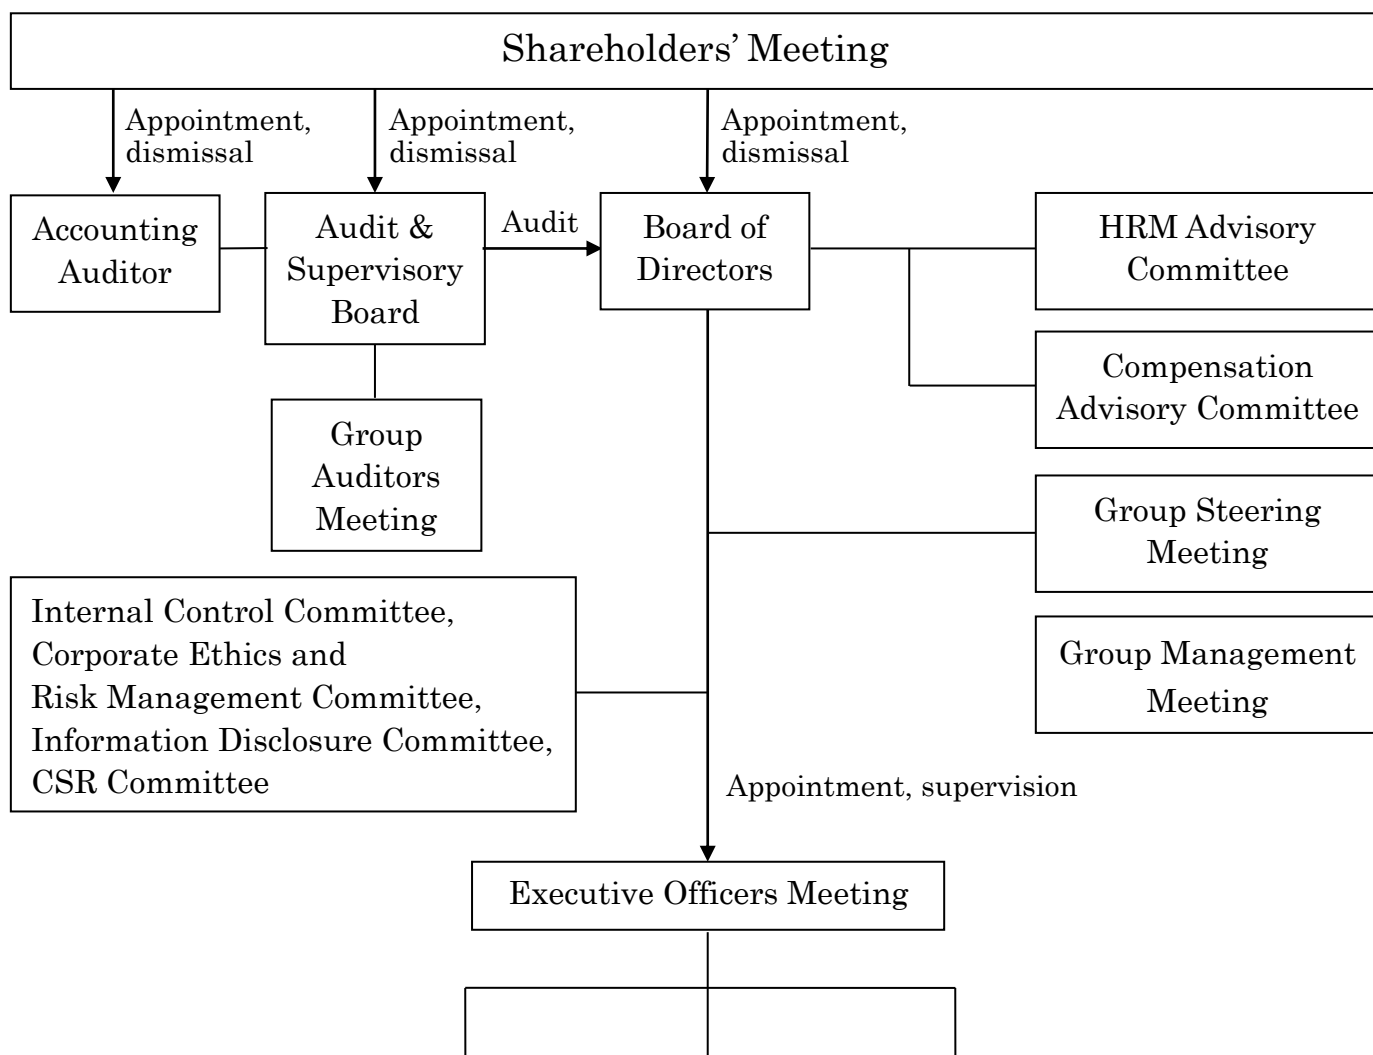 Shareholders’ Meeting
Appointment,
dismissal
Appointment,
dismissal
Appointment,
dismissal
Accounting
Auditor
Audit &
Supervisory
Board
Audit
Board of
Directors
HRM Advisory
Committee
Compensation
Advisory Committee
Group
Auditors
Meeting
Group Steering
Meeting
Internal Control Committee,
Corporate Ethics and
Risk Management Committee,
Information Disclosure Committee,
CSR Committee
Group Management
Meeting
Appointment, supervision
Executive Officers Meeting